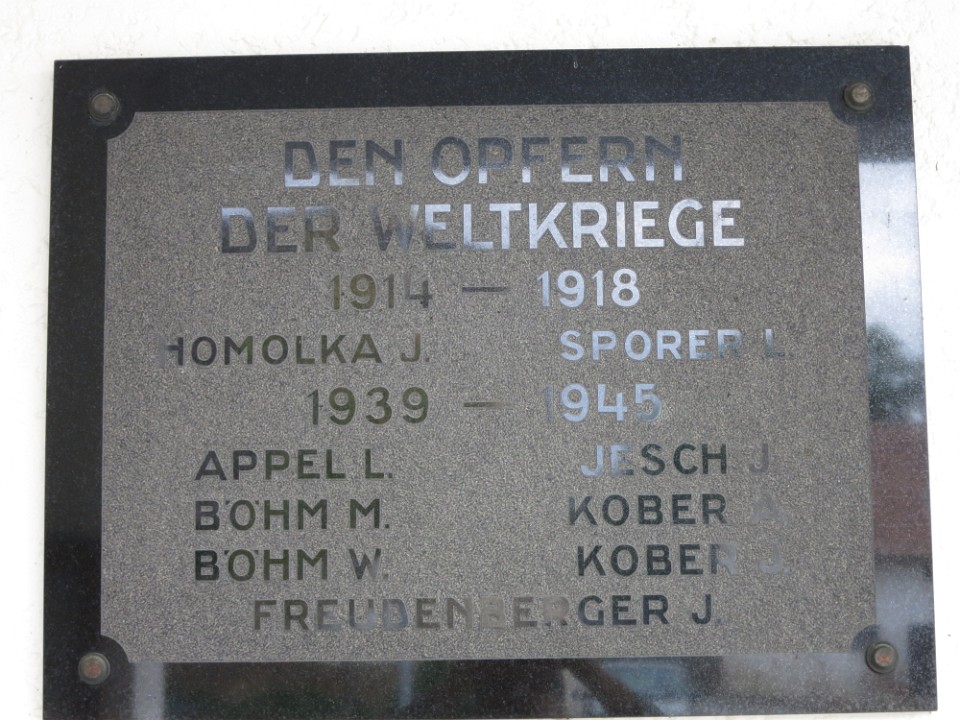 DEN OPFERN
DER WELTKRIEGE
1914 — 1918
HOMOLKA J. SPORER L.
1939 — 1945
APPEL L. JESCH J.
BÖHM M. KOBER A.
BÖHM W. KOBER J.
FREUDENBERGER J.